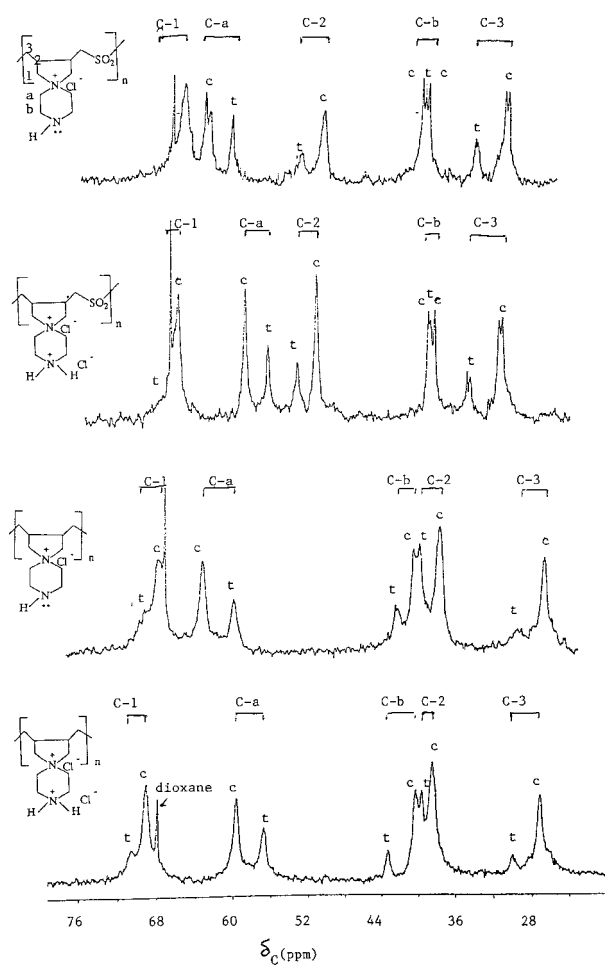 C-1 C-a C-2 C-b C-3
3 2 1 SO2 n
N+ Cl-
a
b
H N
c t t c c t c t c
C-1 C-a C-2 C-b C-3
SO2 n
N+ Cl-
N+ Cl-
H H
t c c t t c c t c t c
C-1 C-a C-b C-2 C-3
n
N+ Cl-
H N
t c c t t c t c t c
C-1 C-a C-b C-2 C-3
n
N+ Cl-
N+ Cl-
H H
t c dioxane c t t c t c t c
76 68 60 52 44 36 28
δC(ppm)